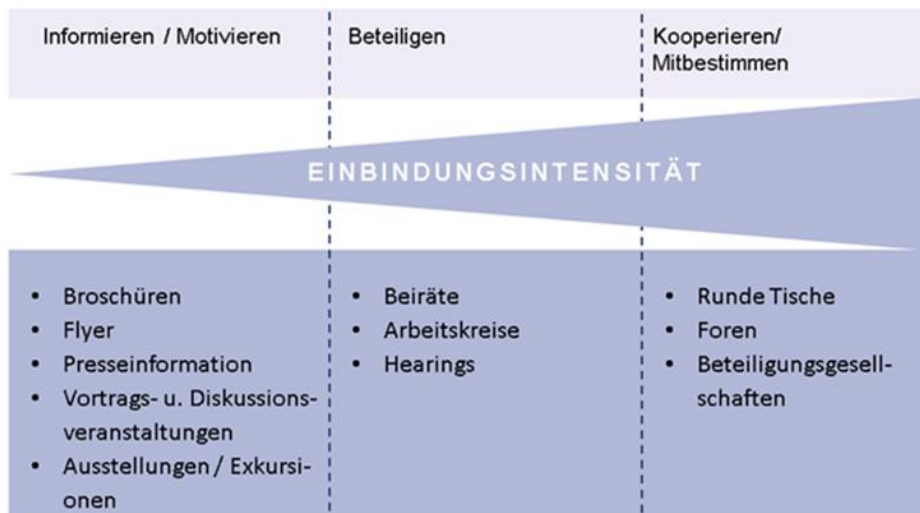 Informieren / Motivieren
Beteiligen
Kooperieren/
Mitbestimmen
EINBINDUNGSINTENSITÄT
• Broschüren
• Flyer
• Presseinformation
• Vortrags- u. Diskussions-
veranstaltungen
• Ausstellungen / Exkursi-
onen
• Beiräte
• Arbeitskreise
• Hearings
• Runde Tische
• Foren
• Beteiligungsgesell-
schaften